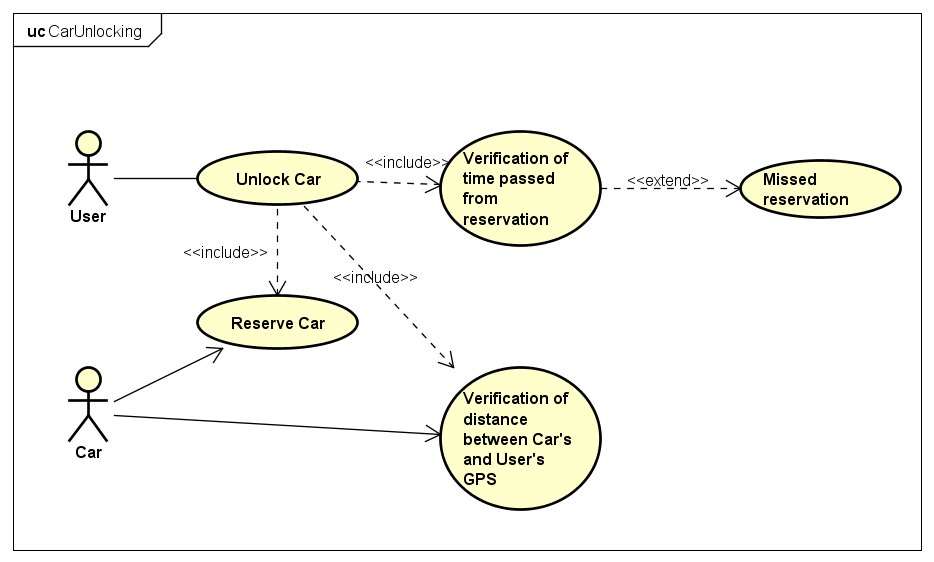 uc CarUnlocking
User
Unlock Car
<<include>>
Verification of
time passed
from
reservation
<<extend>>
Missed
reservation
<<include>>
<<include>>
Reserve Car
Car
Verification of
distance
between Car's
and User's
GPS